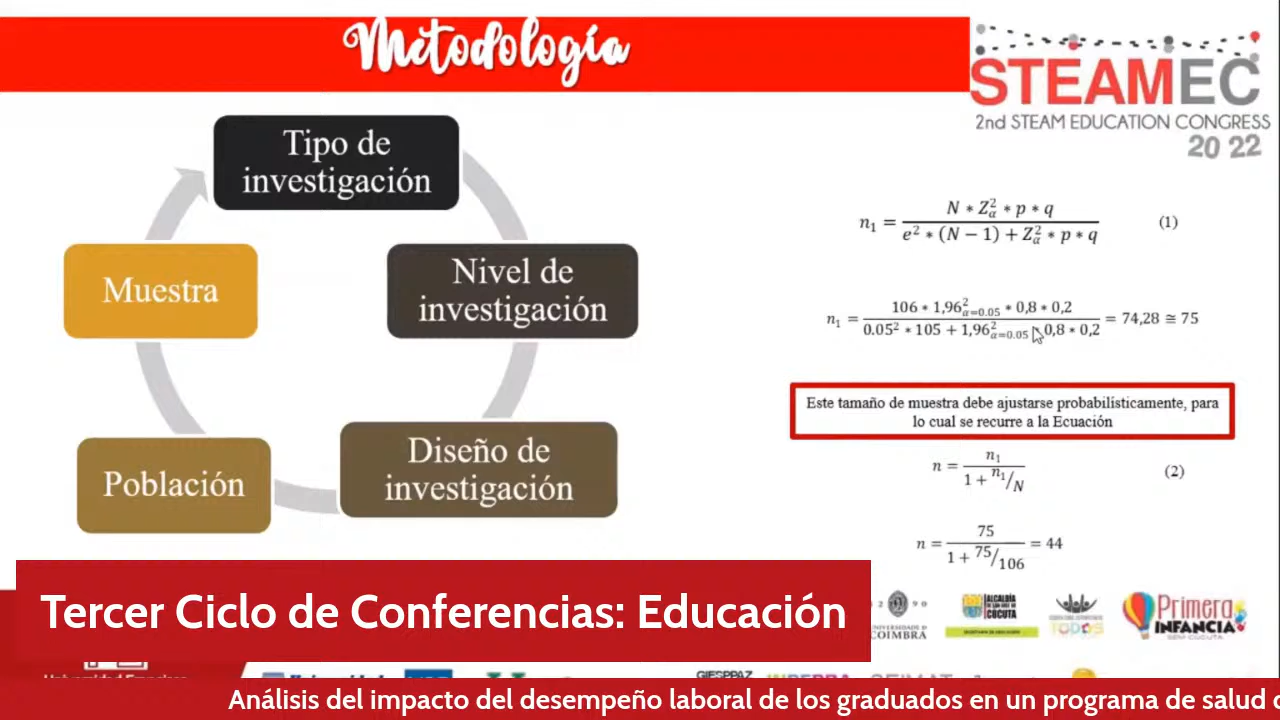 Metodología
STEAMEC
2nd STEAM EDUCATION CONGRESS
20 22
Tipo de
investigación
Nivel de
investigación
Diseño de
investigación
Población
Muestra
n₁ = (N ∗ Z²α ∗ p ∗ q) / (e² ∗ (N − 1) + Z²α ∗ p ∗ q) (1)
n₁ = (106 ∗ 1,96²α=0.05 ∗ 0,8 ∗ 0,2) / (0.05² ∗ 105 + 1,96²α=0.05 ∗ 0,8 ∗ 0,2) = 74,28 ≅ 75
Este tamaño de muestra debe ajustarse probabilísticamente, para
lo cual se recurre a la Ecuación
n = n₁ / (1 + n₁/N) (2)
n = 75 / (1 + 75/106) = 44
Tercer Ciclo de Conferencias: Educación
COIMBRA
ALCALDÍA
CÚCUTA
TODOS
Primera
INFANCIA
GIESPPAZ
Análisis del impacto del desempeño laboral de los graduados en un programa de salud